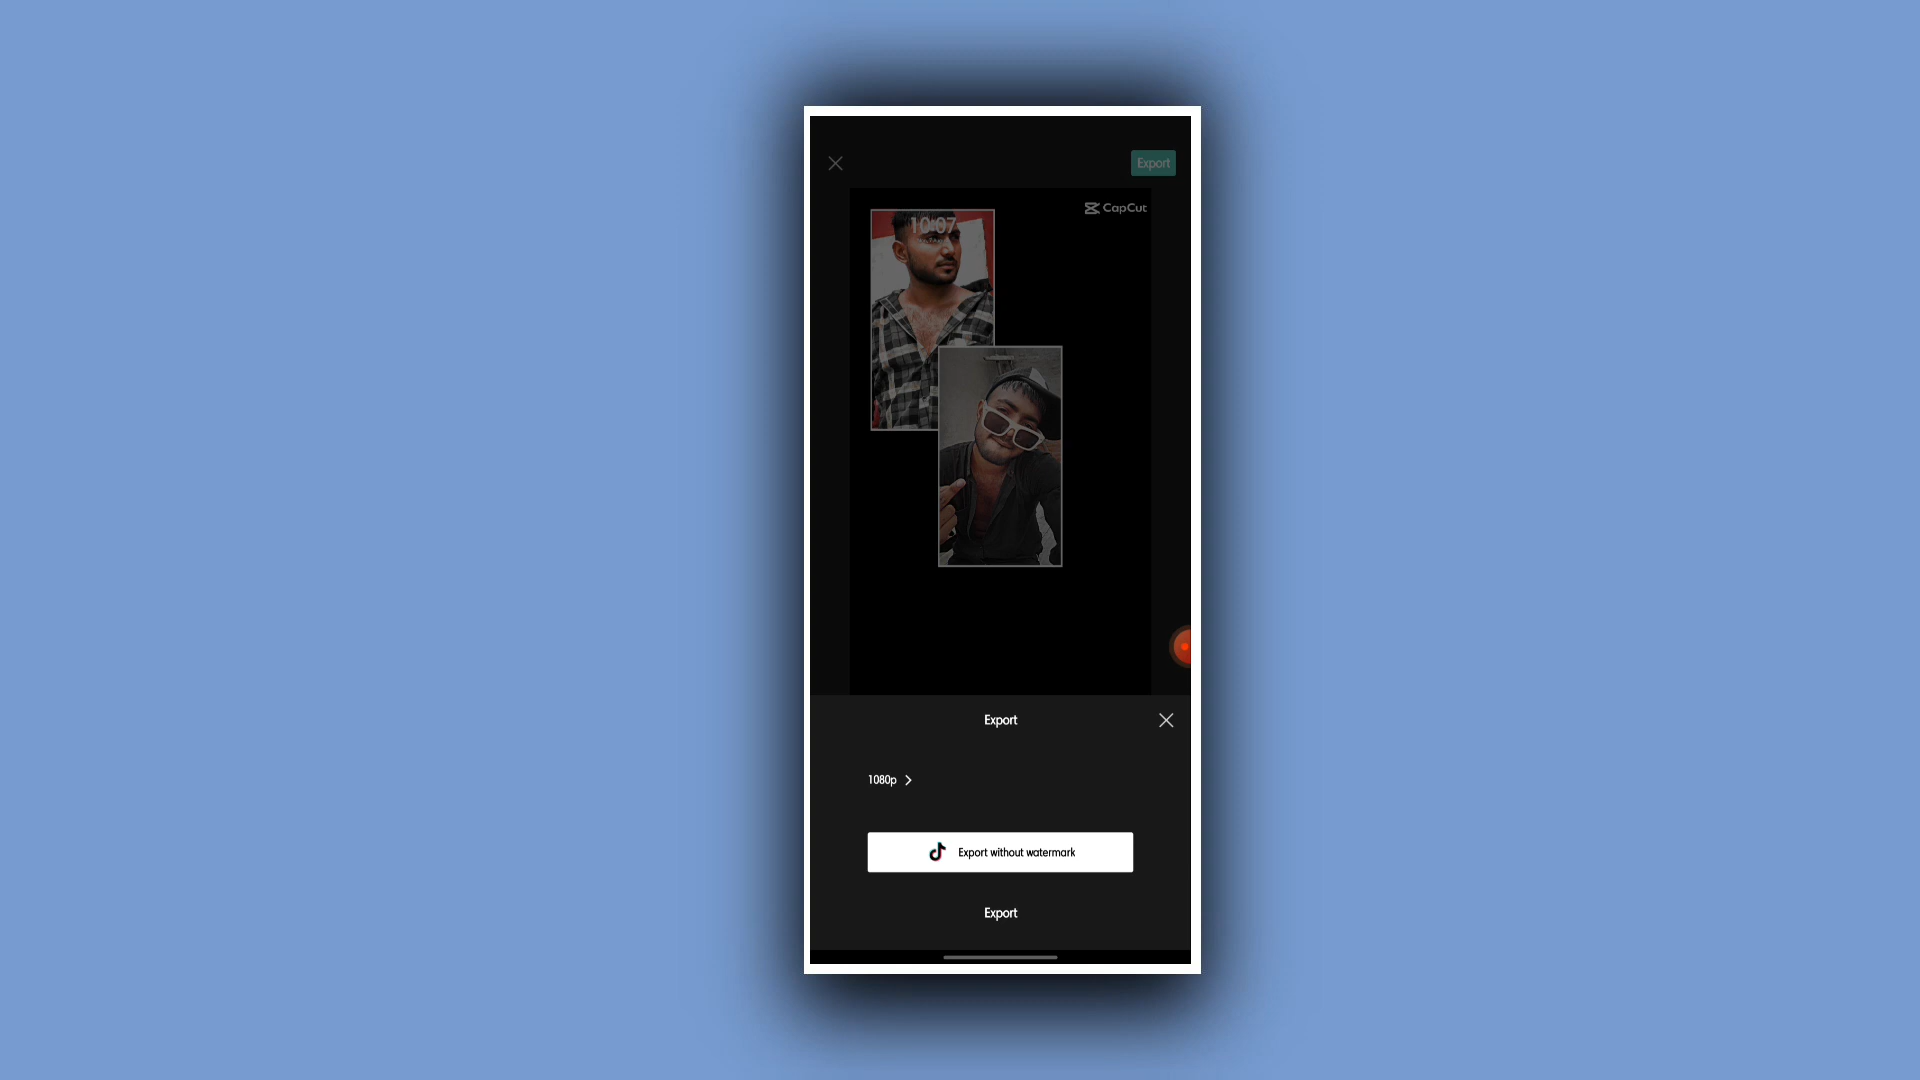 Export
CapCut
10:07
Export
1080p
Export without watermark
Export